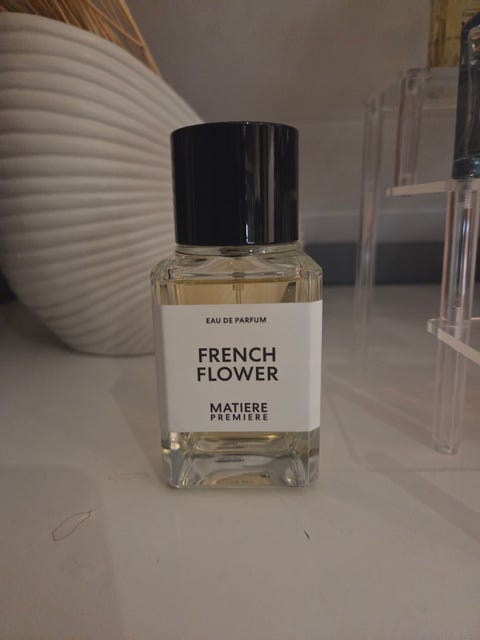 EAU DE PARFUM
FRENCH
FLOWER
MATIERE
PREMIERE